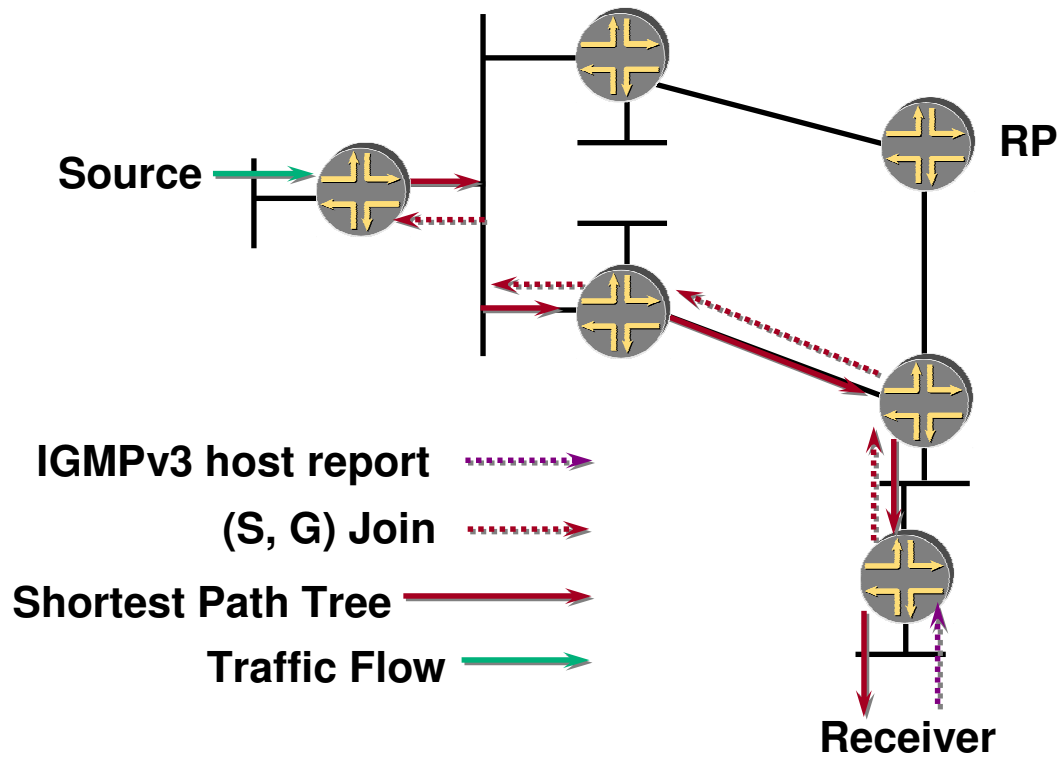 RP
Source
IGMPv3 host report
(S, G) Join
Shortest Path Tree
Traffic Flow
Receiver